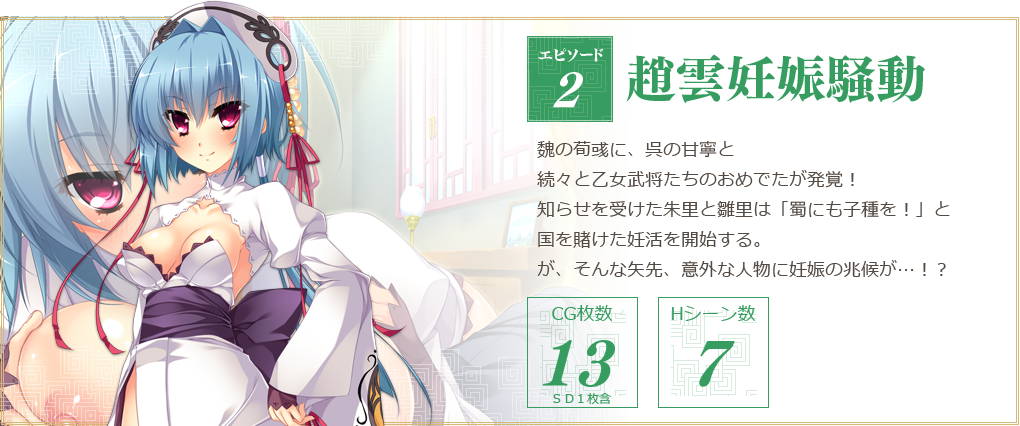 エピソード
2
趙雲妊娠騒動
魏の荀彧に、呉の甘寧と
続々と乙女武将たちのおめでたが発覚！
知らせを受けた朱里と雛里は「蜀にも子種を！」と
国を賭けた妊活を開始する。
が、そんな矢先、意外な人物に妊娠の兆候が…！？
CG枚数
13
ＳＤ１枚含
Hシーン数
7